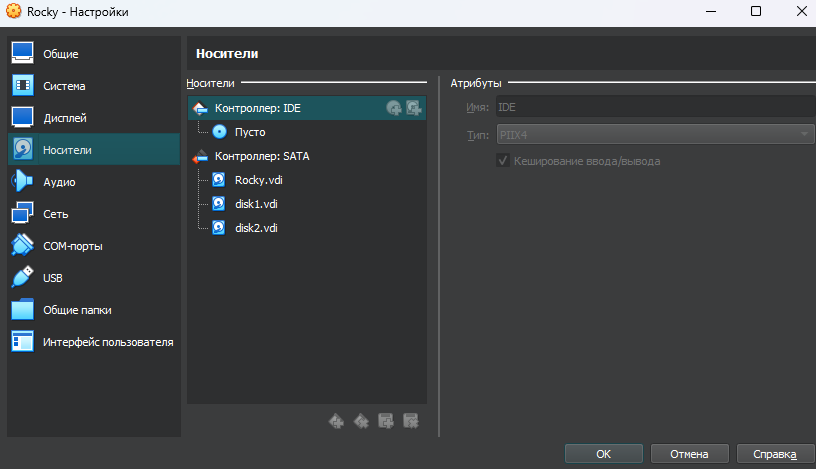 Rocky - Настройки
Общие
Система
Дисплей
Носители
Аудио
Сеть
COM-порты
USB
Общие папки
Интерфейс пользователя
Носители
Носители
Контроллер: IDE
Пусто
Контроллер: SATA
Rocky.vdi
disk1.vdi
disk2.vdi
Атрибуты
Имя: IDE
Тип: PIIX4
Кеширование ввода/вывода
OK
Отмена
Справка